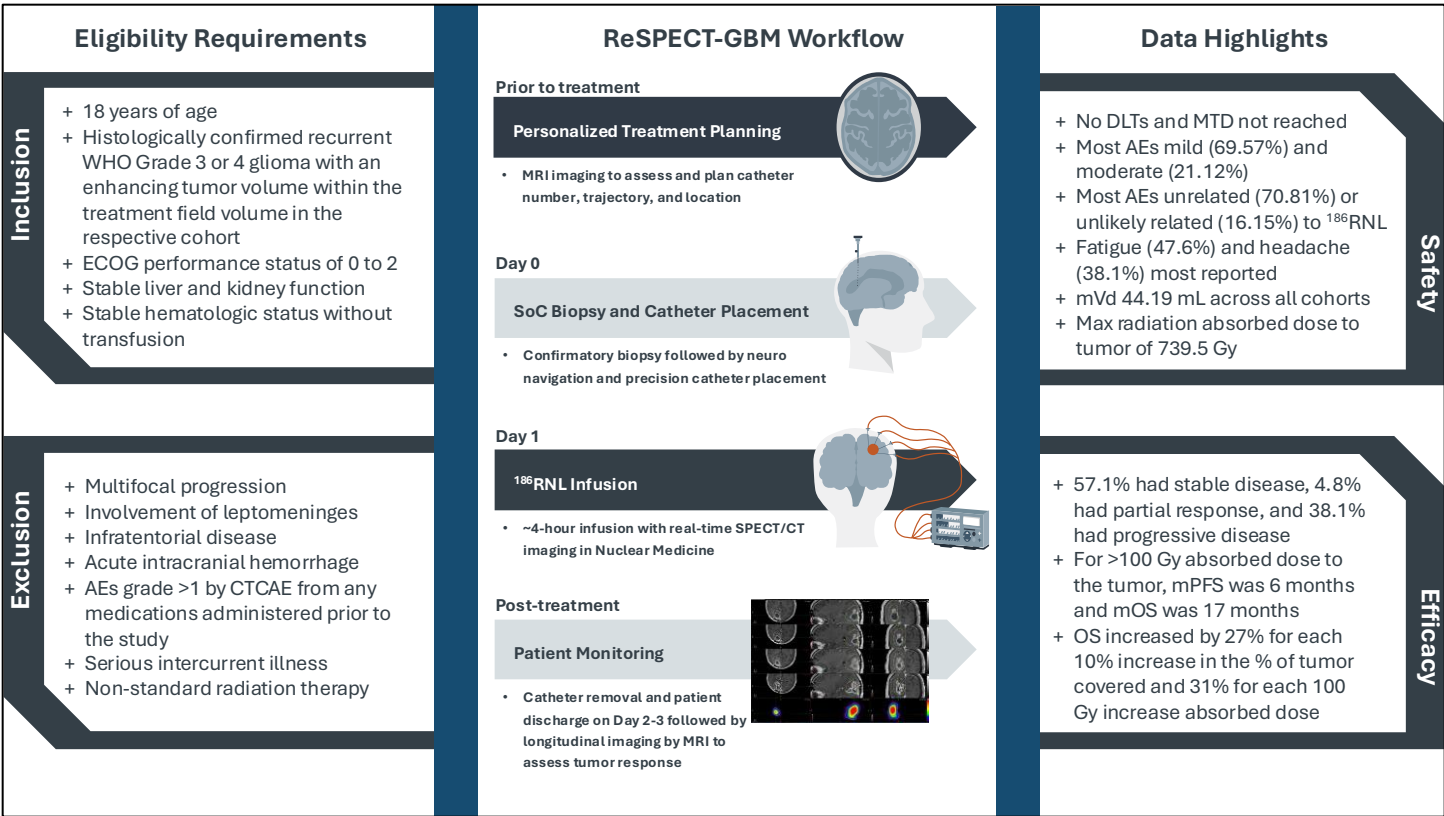 Eligibility Requirements
Inclusion
+ 18 years of age
+ Histologically confirmed recurrent
WHO Grade 3 or 4 glioma with an
enhancing tumor volume within the
treatment field volume in the
respective cohort
+ ECOG performance status of 0 to 2
+ Stable liver and kidney function
+ Stable hematologic status without
transfusion
Exclusion
+ Multifocal progression
+ Involvement of leptomeninges
+ Infratentorial disease
+ Acute intracranial hemorrhage
+ AEs grade >1 by CTCAE from any
medications administered prior to
the study
+ Serious intercurrent illness
+ Non-standard radiation therapy
ReSPECT-GBM Workflow
Prior to treatment
Personalized Treatment Planning
• MRI imaging to assess and plan catheter
number, trajectory, and location
Day 0
SoC Biopsy and Catheter Placement
• Confirmatory biopsy followed by neuro
navigation and precision catheter placement
Day 1
¹⁸⁶RNL Infusion
• ~4-hour infusion with real-time SPECT/CT
imaging in Nuclear Medicine
Post-treatment
Patient Monitoring
• Catheter removal and patient
discharge on Day 2-3 followed by
longitudinal imaging by MRI to
assess tumor response
Data Highlights
Safety
+ No DLTs and MTD not reached
+ Most AEs mild (69.57%) and
moderate (21.12%)
+ Most AEs unrelated (70.81%) or
unlikely related (16.15%) to ¹⁸⁶RNL
+ Fatigue (47.6%) and headache
(38.1%) most reported
+ mVd 44.19 mL across all cohorts
+ Max radiation absorbed dose to
tumor of 739.5 Gy
Efficacy
+ 57.1% had stable disease, 4.8%
had partial response, and 38.1%
had progressive disease
+ For >100 Gy absorbed dose to
the tumor, mPFS was 6 months
and mOS was 17 months
+ OS increased by 27% for each
10% increase in the % of tumor
covered and 31% for each 100
Gy increase absorbed dose